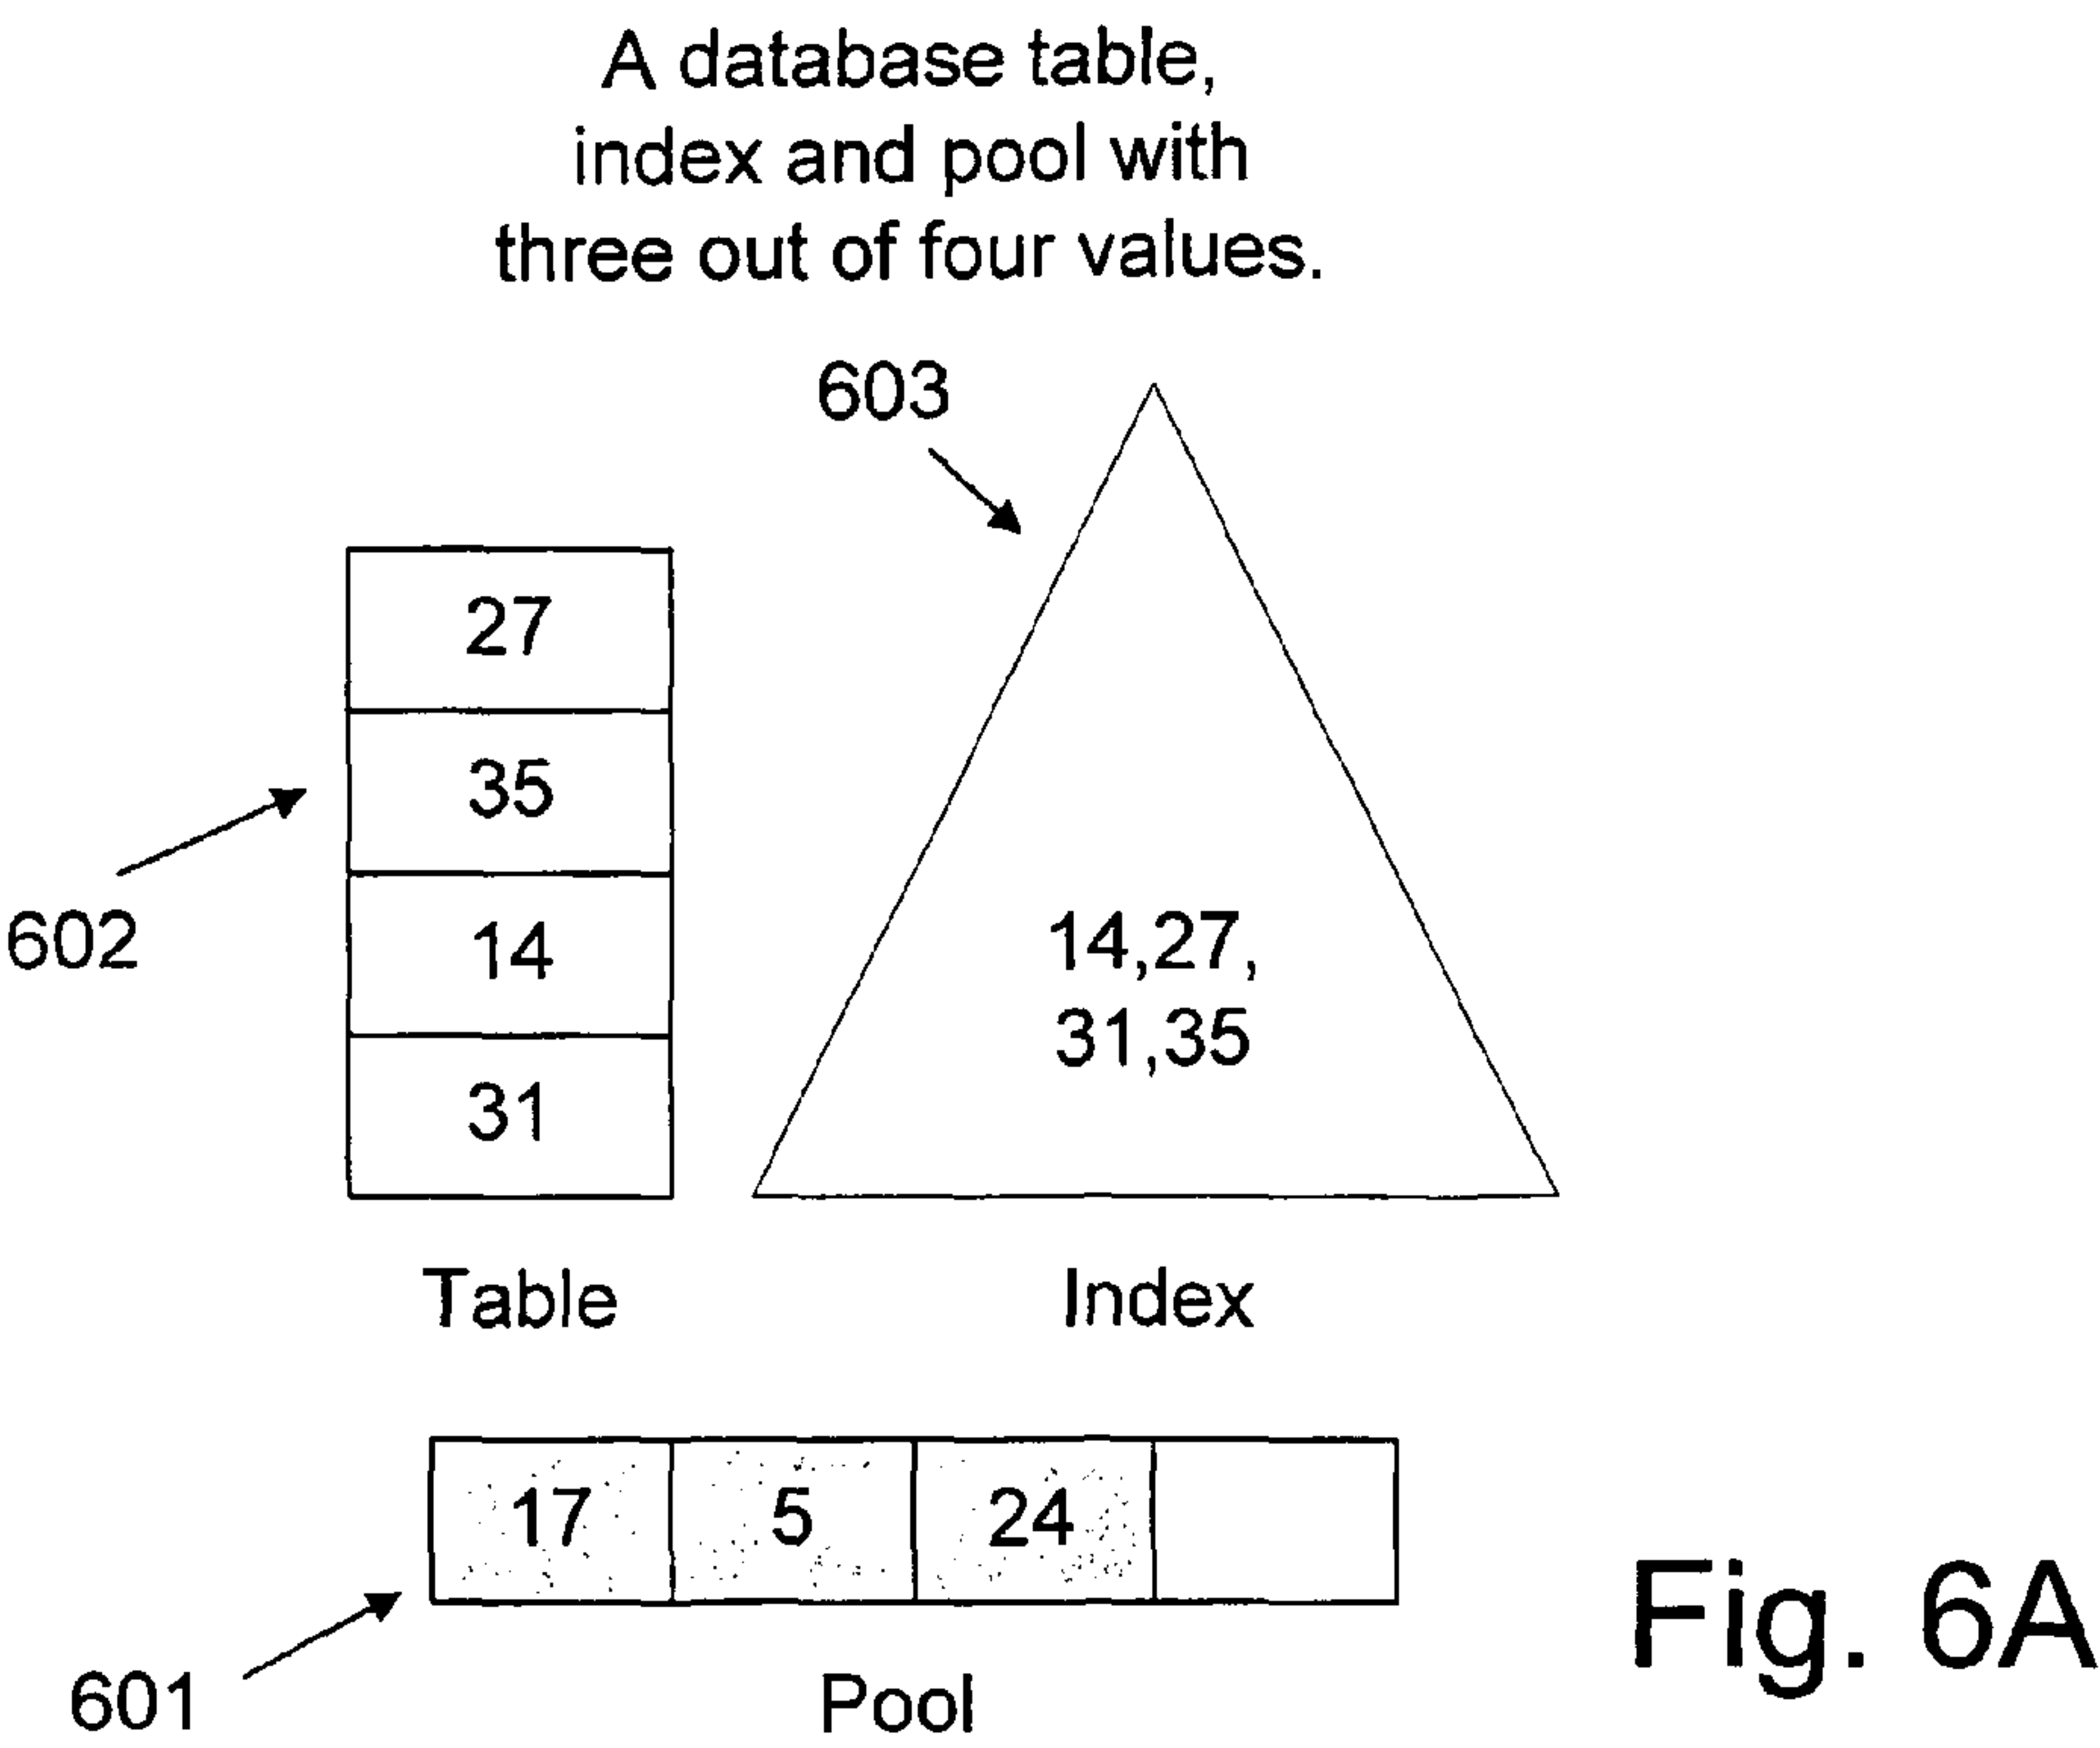 A database table,
index and pool with
three out of four values.
603
27
35
14
31
602
14,27,
31,35
Table
Index
17
5
24
601
Pool
Fig. 6A